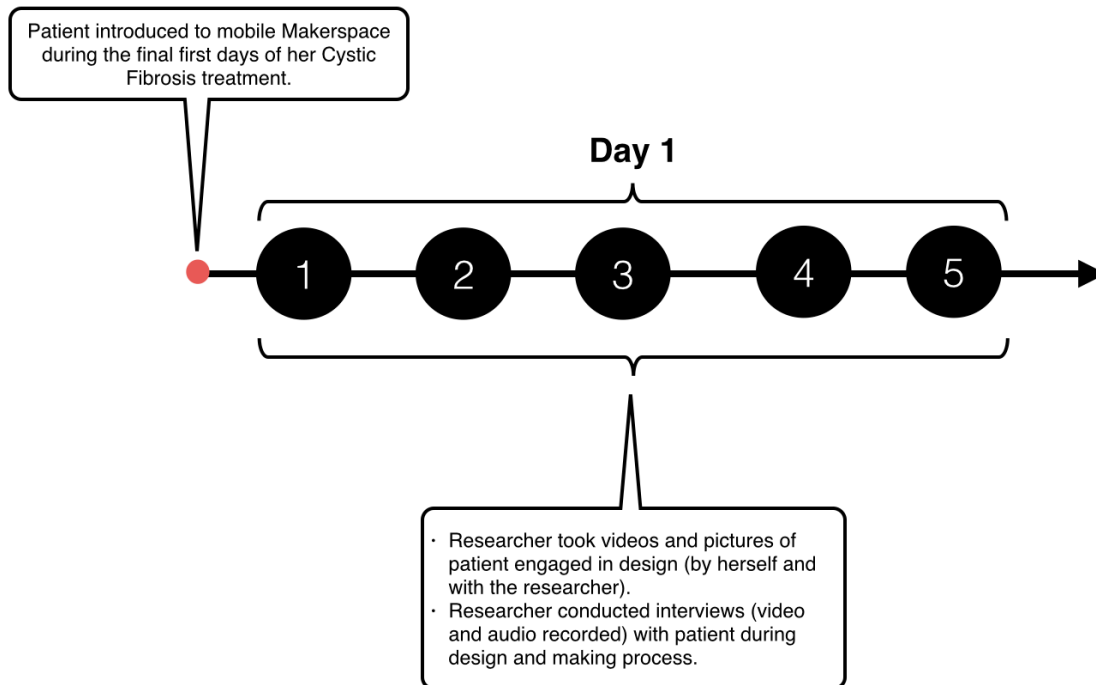 Patient introduced to mobile Makerspace
during the final first days of her Cystic
Fibrosis treatment.
Day 1
1 2 3 4 5
· Researcher took videos and pictures of
patient engaged in design (by herself and
with the researcher).
· Researcher conducted interviews (video
and audio recorded) with patient during
design and making process.